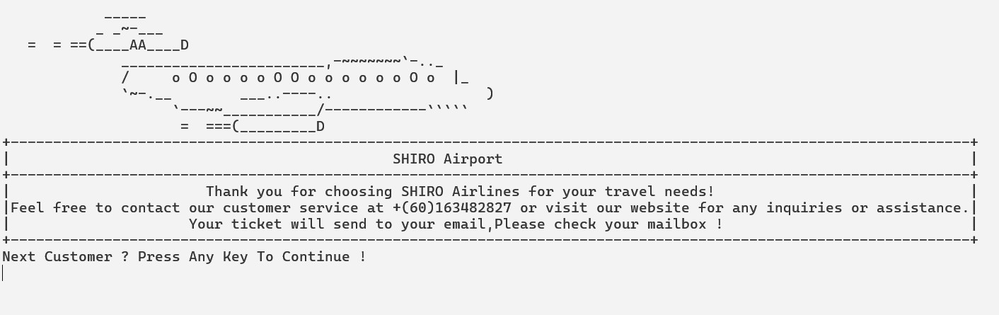 _____
           _ _~-___
   =  = ==(____AA____D
              ________________________,-~~~~~~~`-.._
              /     o O o o o o O O o o o o o o O o  |_
              `~-.__        ___..----..                  )
                    `---~~___________/------------`````
                     =  ===(_________D
+-----------------------------------------------------------------------------------------------------------------+
|                                             SHIRO Airport                                                       |
+-----------------------------------------------------------------------------------------------------------------+
|                       Thank you for choosing SHIRO Airlines for your travel needs!                              |
|Feel free to contact our customer service at +(60)163482827 or visit our website for any inquiries or assistance.|
|                     Your ticket will send to your email,Please check your mailbox !                             |
+-----------------------------------------------------------------------------------------------------------------+
Next Customer ? Press Any Key To Continue !